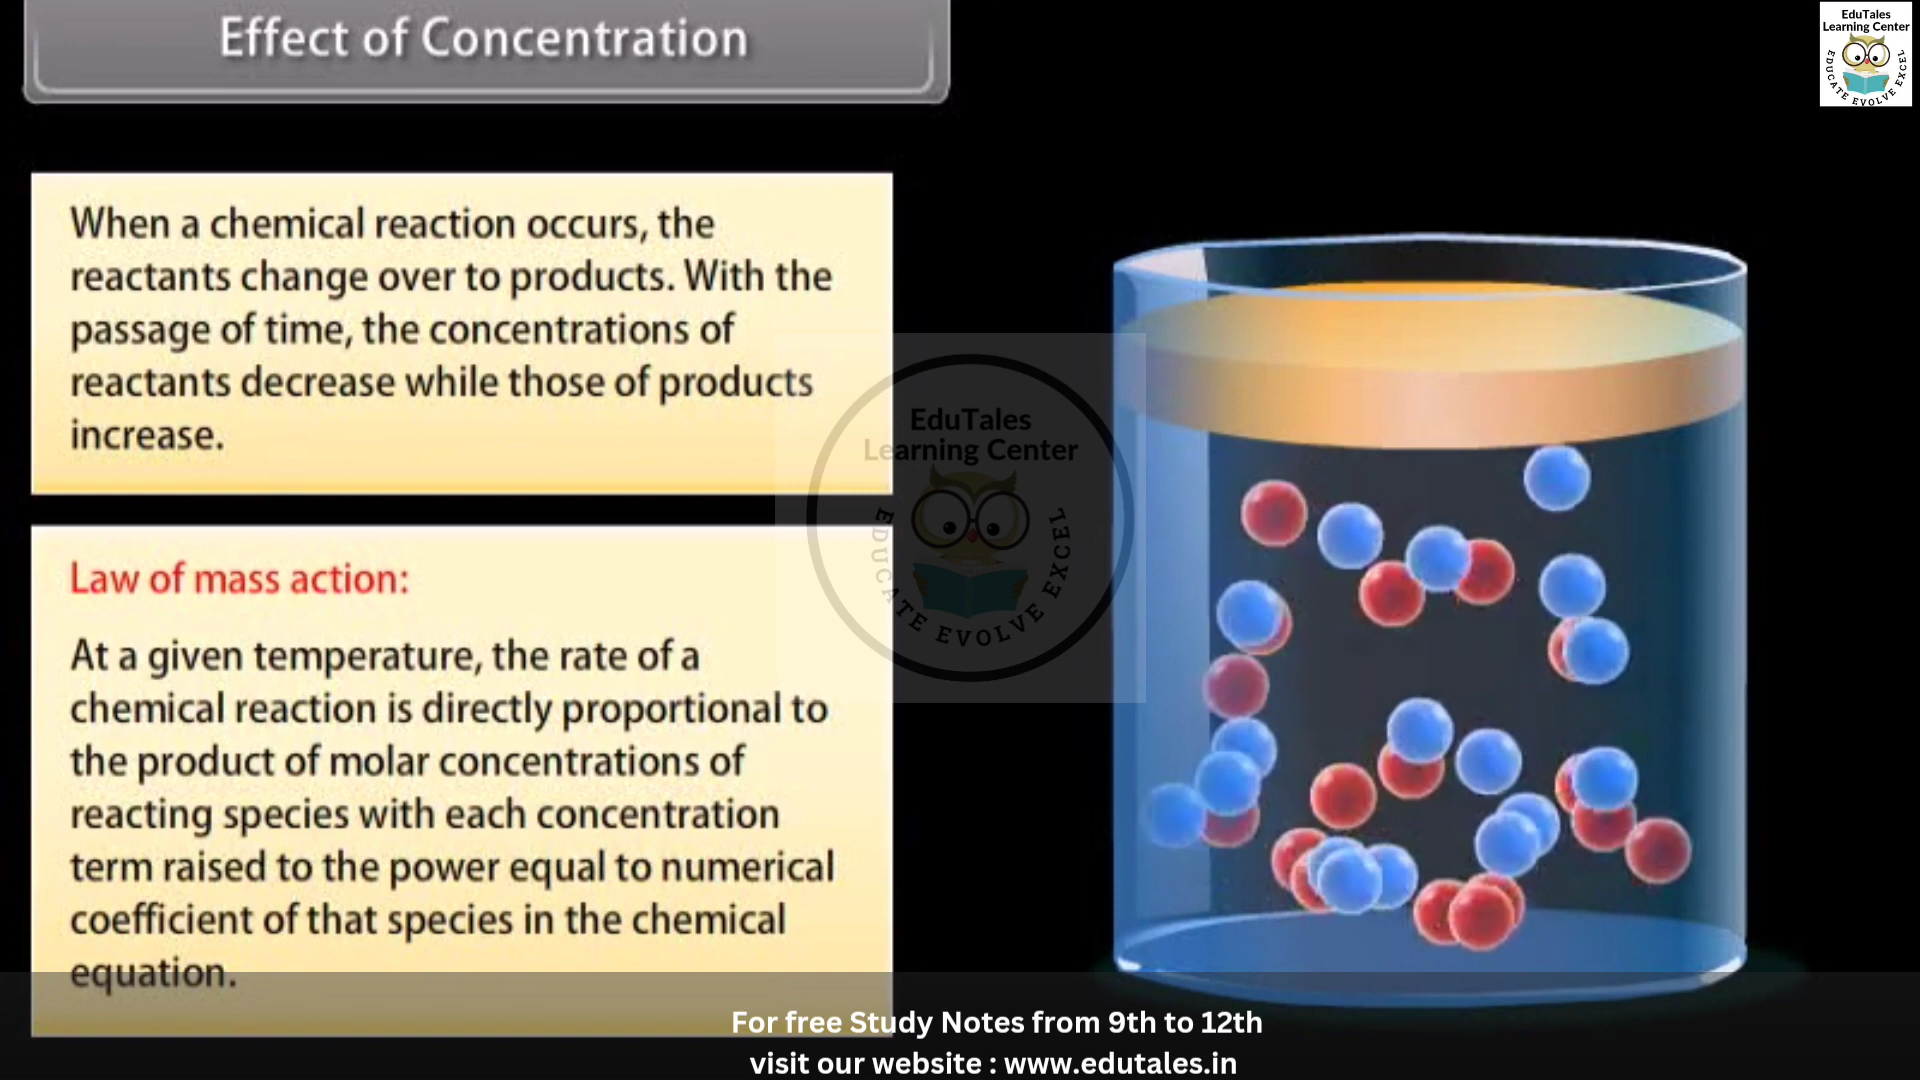 Effect of Concentration
EduTales
Learning Center
EDUCATE EVOLVE EXCEL
When a chemical reaction occurs, the
reactants change over to products. With the
passage of time, the concentrations of
reactants decrease while those of products
increase.
EduTales
Learning Center
EDUCATE EVOLVE EXCEL
Law of mass action:
At a given temperature, the rate of a
chemical reaction is directly proportional to
the product of molar concentrations of
reacting species with each concentration
term raised to the power equal to numerical
coefficient of that species in the chemical
equation.
For free Study Notes from 9th to 12th
visit our website : www.edutales.in